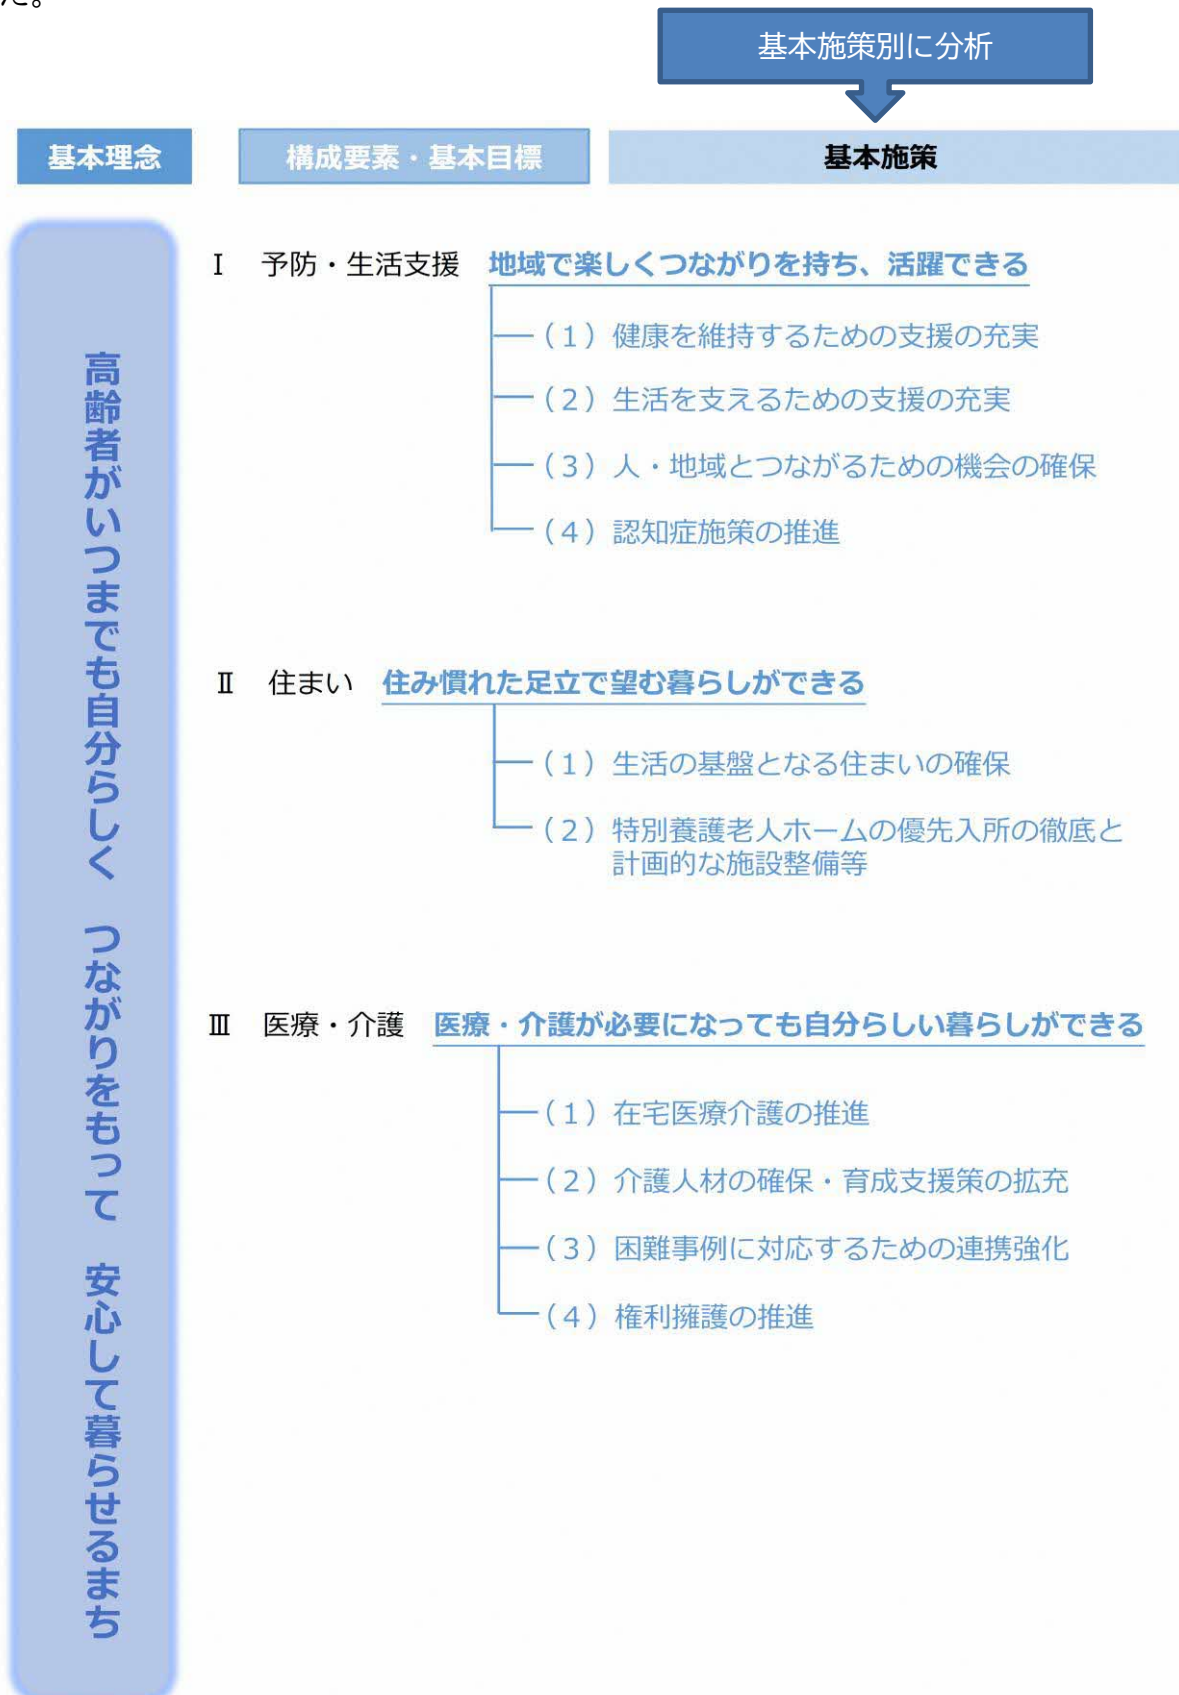 た。
基本施策別に分析
基本理念
構成要素・基本目標
基本施策
高齢者がいつまでも自分らしく つながりをもって 安心して暮らせるまち
Ⅰ 予防・生活支援 地域で楽しくつながりを持ち、活躍できる
(1)健康を維持するための支援の充実
(2)生活を支えるための支援の充実
(3)人・地域とつながるための機会の確保
(4)認知症施策の推進
Ⅱ 住まい 住み慣れた足立で望む暮らしができる
(1)生活の基盤となる住まいの確保
(2)特別養護老人ホームの優先入所の徹底と
計画的な施設整備等
Ⅲ 医療・介護 医療・介護が必要になっても自分らしい暮らしができる
(1)在宅医療介護の推進
(2)介護人材の確保・育成支援策の拡充
(3)困難事例に対応するための連携強化
(4)権利擁護の推進